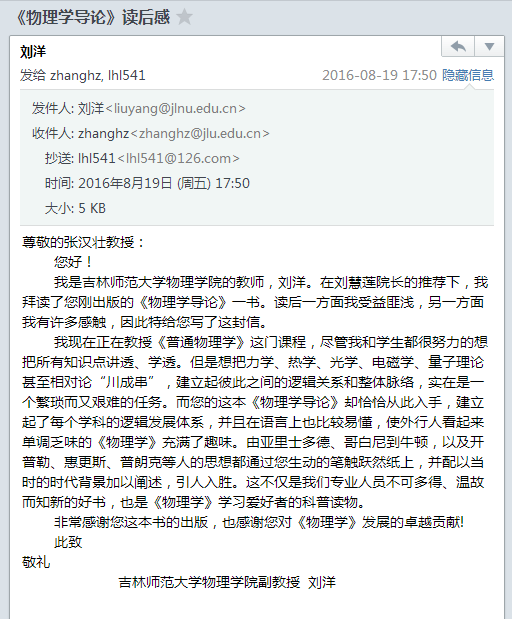 《物理学导论》读后感
刘洋
发给 zhanghz, lhl541 2016-08-19 17:50 隐藏信息
发件人: 刘洋<liuyang@jlnu.edu.cn>
收件人: zhanghz<zhanghz@jlu.edu.cn>
抄送: lhl541<lhl541@126.com>
时间: 2016年8月19日 (周五) 17:50
大小: 5 KB
尊敬的张汉壮教授：
您好！
我是吉林师范大学物理学院的教师，刘洋。在刘慧莲院长的推荐下，我
拜读了您刚出版的《物理学导论》一书。读后一方面我受益匪浅，另一方面
我有许多感触，因此特给您写了这封信。
我现在正在教授《普通物理学》这门课程，尽管我和学生都很努力的想
把所有知识点讲透、学透。但是想把力学、热学、光学、电磁学、量子理论
甚至相对论“川成串”，建立起彼此之间的逻辑关系和整体脉络，实在是一
个繁琐而又艰难的任务。而您的这本《物理学导论》却恰恰从此入手，建立
起了每个学科的逻辑发展体系，并且在语言上也比较易懂，使外行人看起来
单调乏味的《物理学》充满了趣味。由亚里士多德、哥白尼到牛顿，以及开
普勒、惠更斯、普朗克等人的思想都通过您生动的笔触跃然纸上，并配以当
时的时代背景加以阐述，引人入胜。这不仅是我们专业人员不可多得、温故
而知新的好书，也是《物理学》学习爱好者的科普读物。
非常感谢您这本书的出版，也感谢您对《物理学》发展的卓越贡献!
此致
敬礼
吉林师范大学物理学院副教授 刘洋